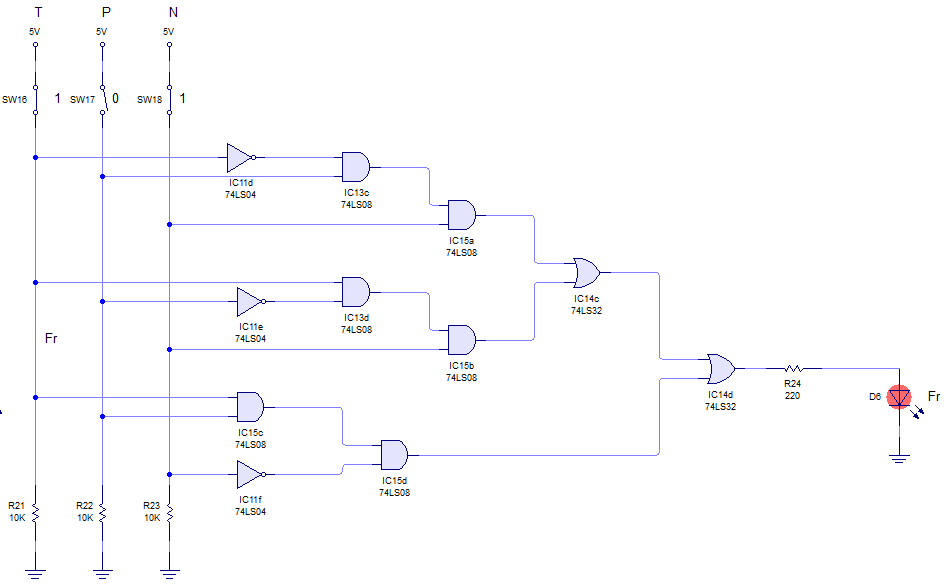 T P N
5V 5V 5V
SW16 1 SW17 0 SW18 1
IC11d
74LS04
IC13c
74LS08
IC15a
74LS08
IC14c
74LS32
IC13d
74LS08
IC11e
74LS04
Fr
IC15b
74LS08
IC14d
74LS32
R24
220
D6 Fr
IC15c
74LS08
IC15d
74LS08
IC11f
74LS04
R21
10K
R22
10K
R23
10K